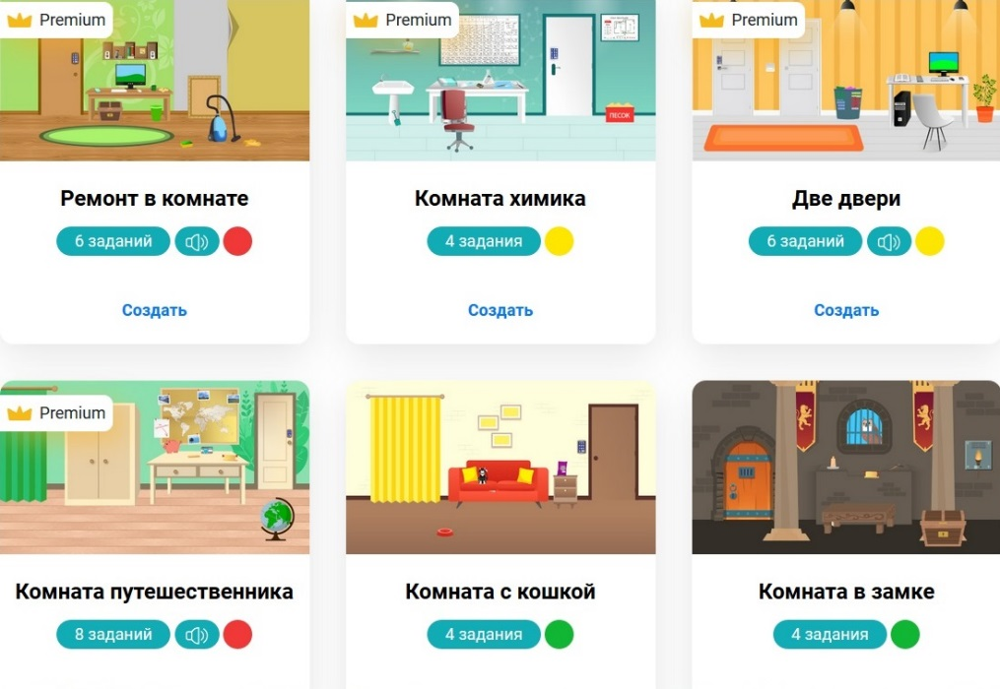 Premium
Premium
Premium
ПЕСОК
Ремонт в комнате
Комната химика
Две двери
6 заданий
4 задания
6 заданий
Создать
Создать
Создать
Premium
Комната путешественника
Комната с кошкой
Комната в замке
8 заданий
4 задания
4 задания